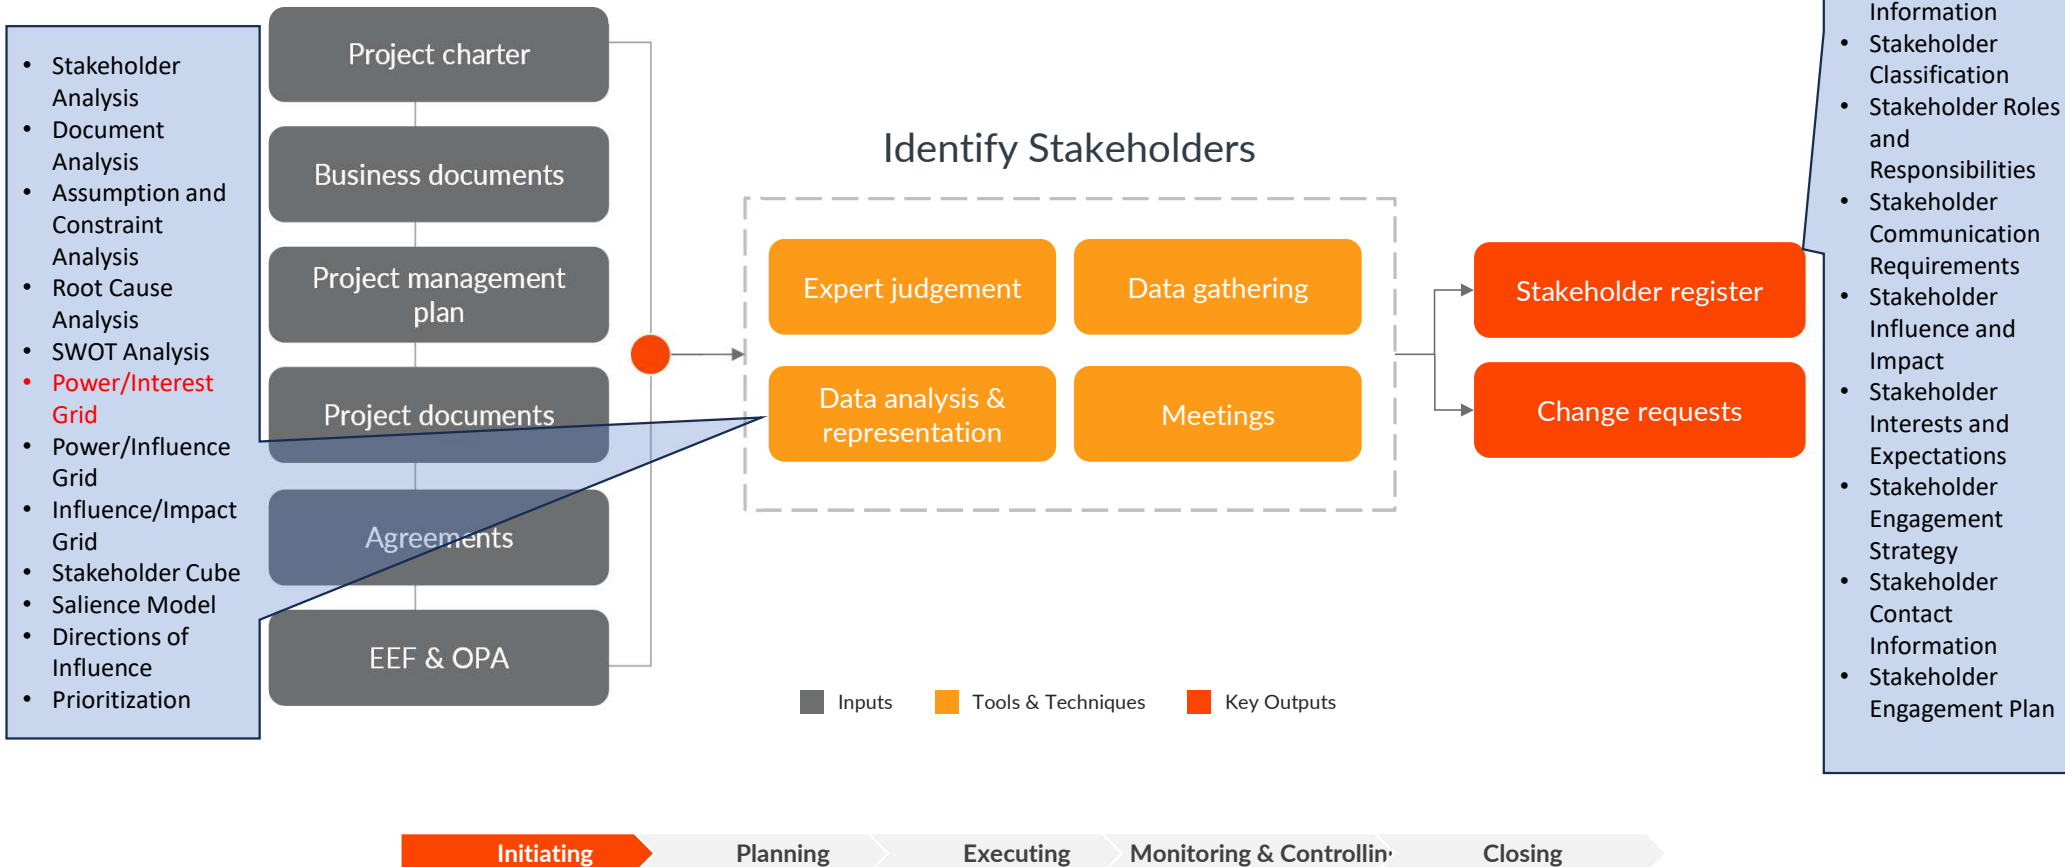 • Stakeholder
Analysis
• Document
Analysis
• Assumption and
Constraint
Analysis
• Root Cause
Analysis
• SWOT Analysis
• Power/Interest
Grid
• Power/Influence
Grid
• Influence/Impact
Grid
• Stakeholder Cube
• Salience Model
• Directions of
Influence
• Prioritization
Project charter
Business documents
Project management
plan
Project documents
Agreements
EEF & OPA
Identify Stakeholders
Expert judgement
Data gathering
Data analysis &
representation
Meetings
Stakeholder register
Change requests
Information
• Stakeholder
Classification
• Stakeholder Roles
and
Responsibilities
• Stakeholder
Communication
Requirements
• Stakeholder
Influence and
Impact
• Stakeholder
Interests and
Expectations
• Stakeholder
Engagement
Strategy
• Stakeholder
Contact
Information
• Stakeholder
Engagement Plan
Inputs
Tools & Techniques
Key Outputs
Initiating
Planning
Executing
Monitoring & Controllin
Closing